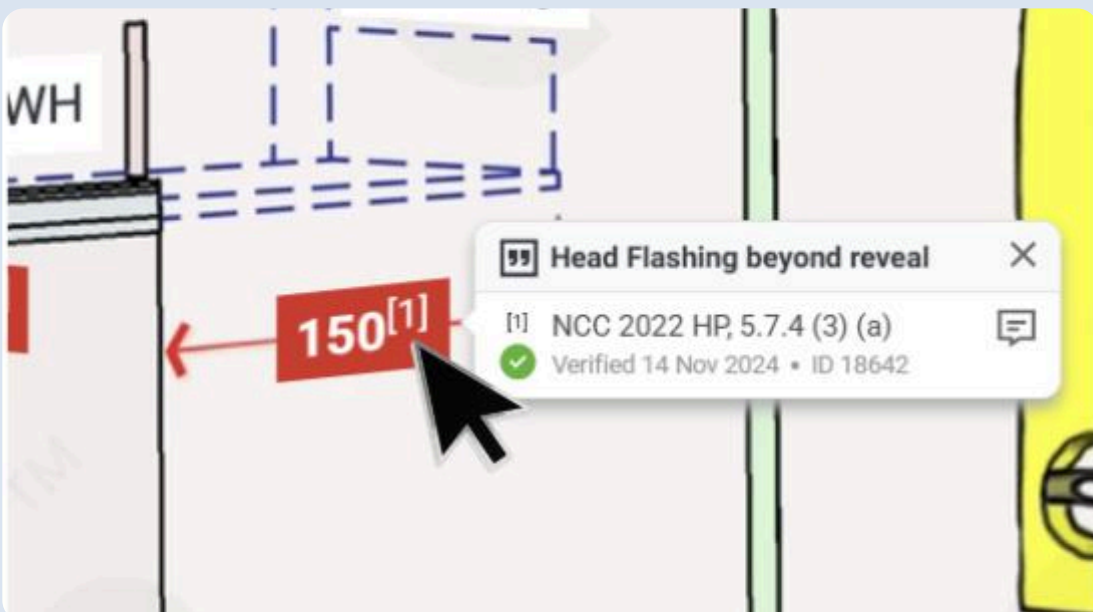 WH
Head Flashing beyond reveal
150[1]
[1] NCC 2022 HP, 5.7.4 (3) (a)
Verified 14 Nov 2024 • ID 18642
TM